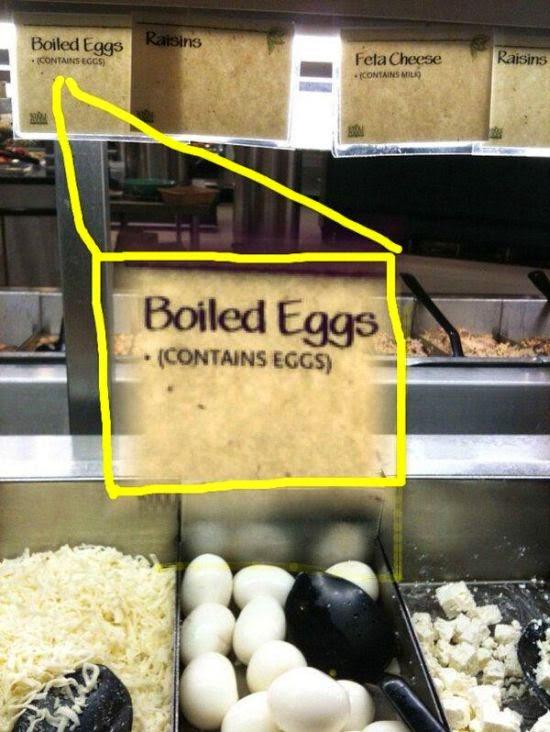 Boiled Eggs
• (CONTAINS EGGS)
Raisins
Feta Cheese
• (CONTAINS MILK)
Raisins
Boiled Eggs
• (CONTAINS EGGS)